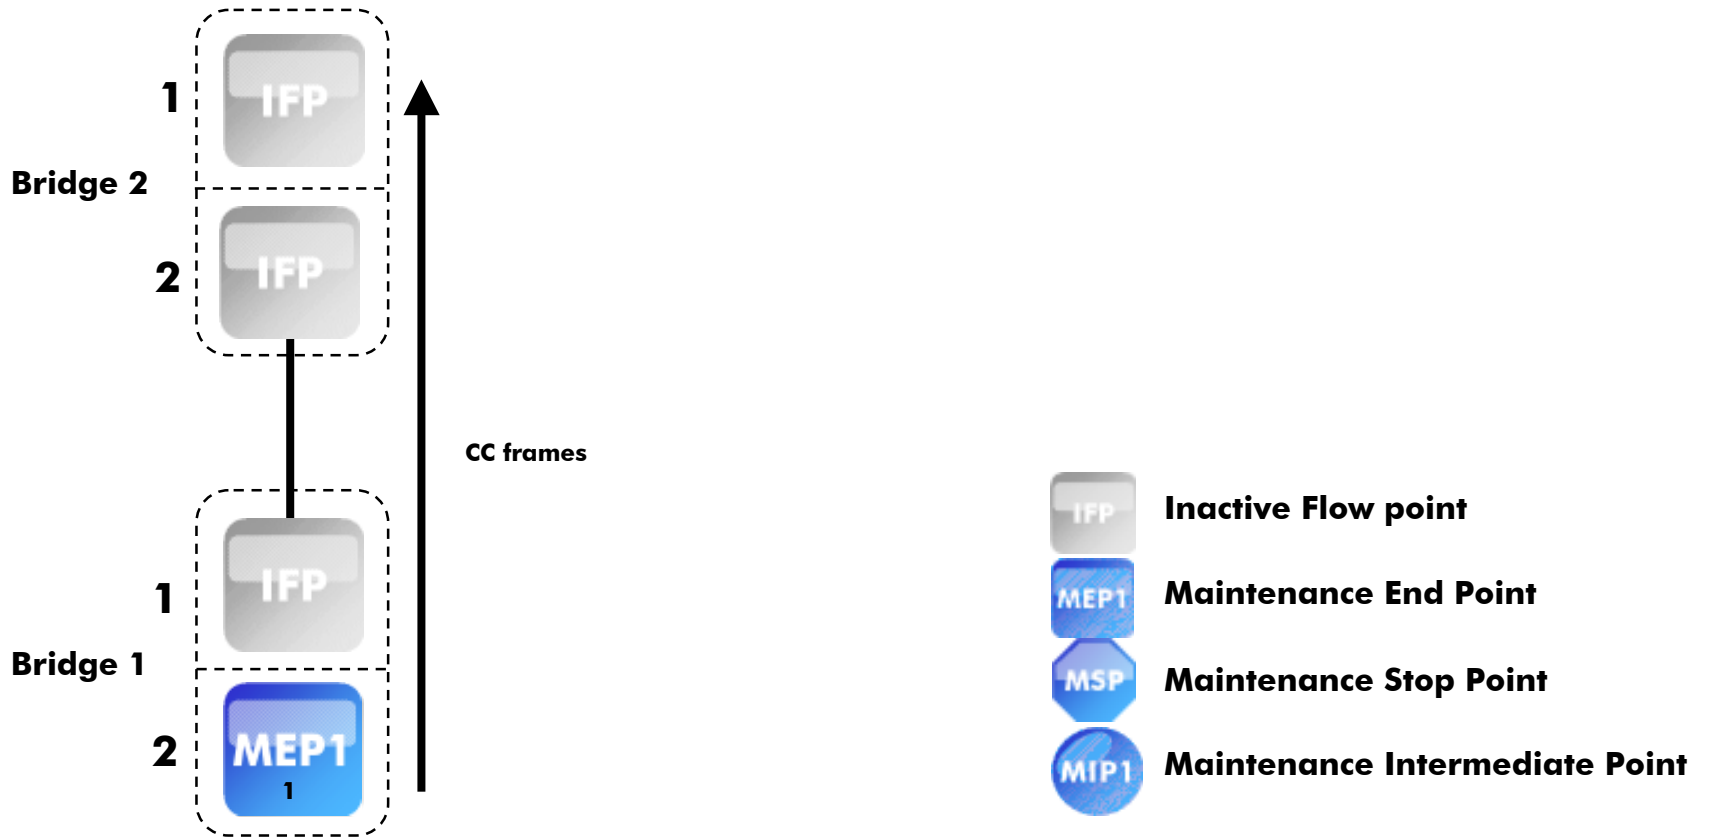 1
IFP
Bridge 2
2
IFP
CC frames
1
IFP
Bridge 1
2
MEP1
1
IFP Inactive Flow point
MEP1 Maintenance End Point
MSP Maintenance Stop Point
MIP1 Maintenance Intermediate Point